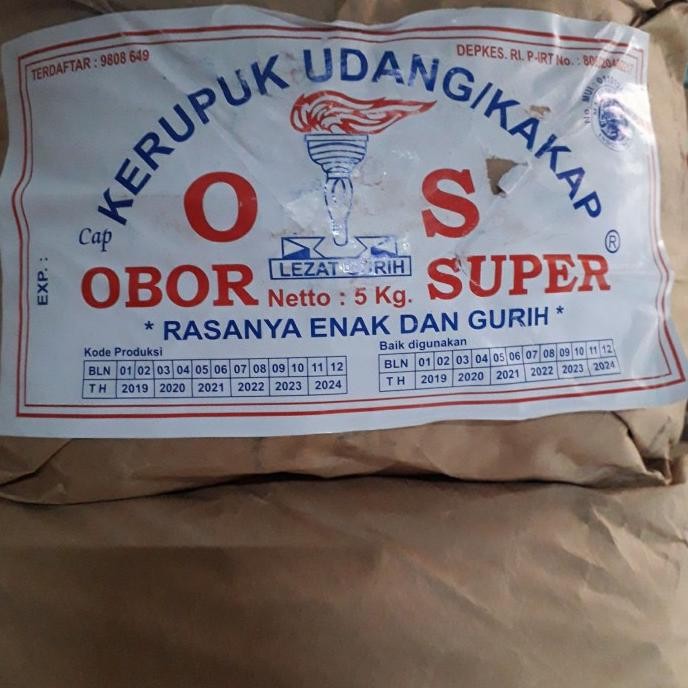 TERDAFTAR : 9808 649
DEPKES. RI. P-IRT No. :
KERUPUK UDANG/KAKAP
Cap
O S
®
OBOR SUPER
LEZAT GURIH
Netto : 5 Kg.
EXP. :
* RASANYA ENAK DAN GURIH *
Kode Produksi
BLN 01 02 03 04 05 06 07 08 09 10 11 12
TH 2019 2020 2021 2022 2023 2024
Baik digunakan
BLN 01 02 03 04 05 06 07 08 09 10 11 12
TH 2019 2020 2021 2022 2023 2024